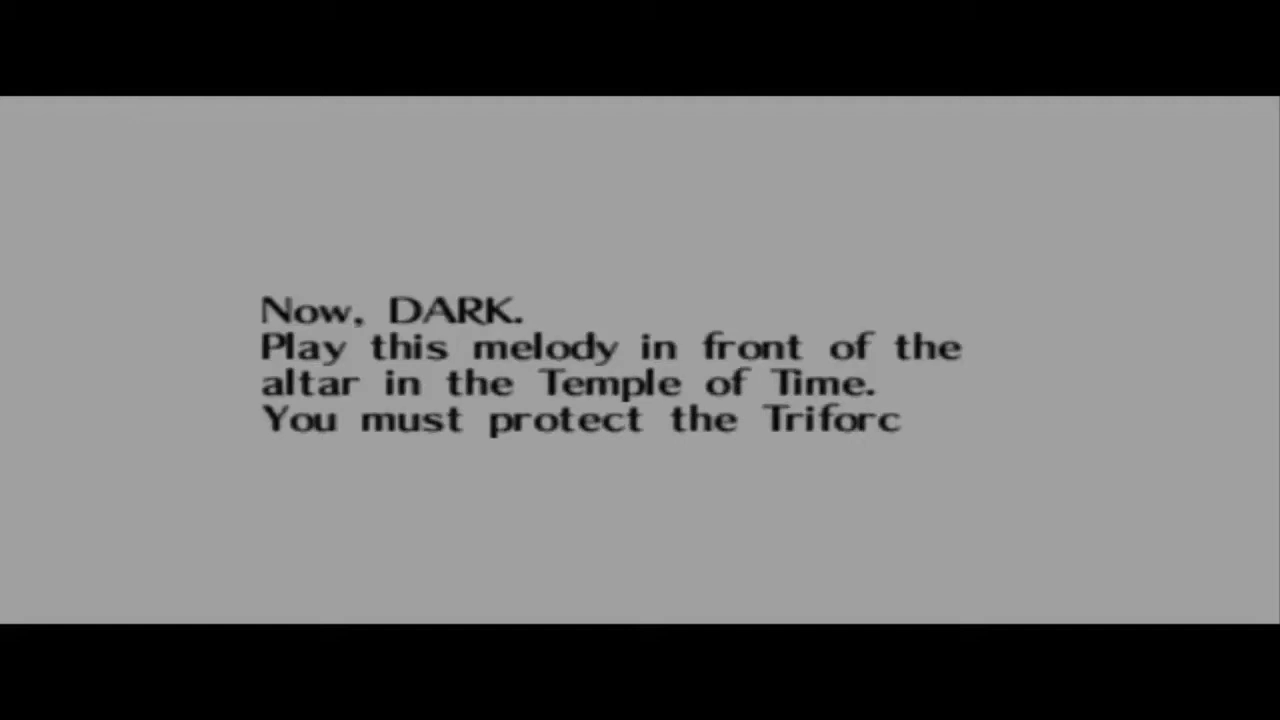 Now, DARK.
Play this melody in front of the
altar in the Temple of Time.
You must protect the Triforc